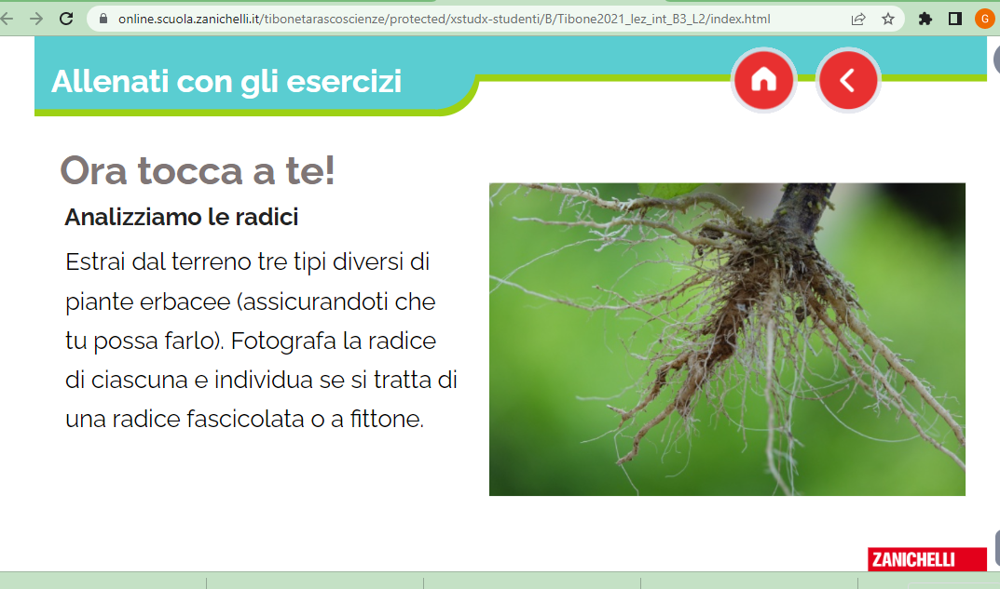 online.scuola.zanichelli.it/tibonetarascoscienze/protected/xstudx-studenti/B/Tibone2021_lez_int_B3_L2/index.html
G
Allenati con gli esercizi
Ora tocca a te!
Analizziamo le radici
Estrai dal terreno tre tipi diversi di
piante erbacee (assicurandoti che
tu possa farlo). Fotografa la radice
di ciascuna e individua se si tratta di
una radice fascicolata o a fittone.
ZANICHELLI